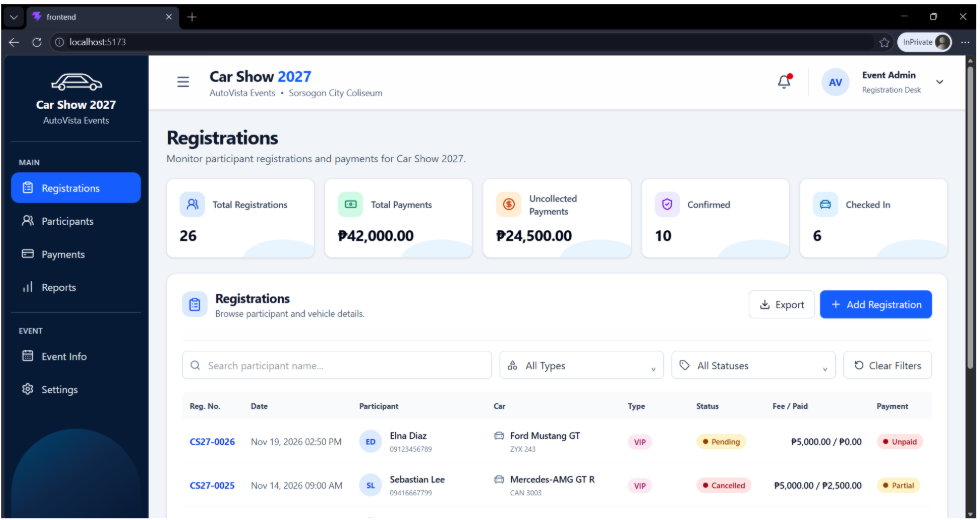 frontend
localhost:5173
InPrivate
Car Show 2027
AutoVista Events
MAIN
Registrations
Participants
Payments
Reports
EVENT
Event Info
Settings
Car Show 2027
AutoVista Events • Sorsogon City Coliseum
AV
Event Admin
Registration Desk
Registrations
Monitor participant registrations and payments for Car Show 2027.
Total Registrations
26
Total Payments
₱42,000.00
Uncollected
Payments
₱24,500.00
Confirmed
10
Checked In
6
Registrations
Browse participant and vehicle details.
Export
+ Add Registration
Search participant name...
All Types
All Statuses
Clear Filters
Reg. No. Date Participant Car Type Status Fee / Paid Payment
CS27-0026 Nov 19, 2026 02:50 PM ED Elna Diaz Ford Mustang GT VIP Pending ₱5,000.00 / ₱0.00 Unpaid
09123456789 ZYX 243
CS27-0025 Nov 14, 2026 09:00 AM SL Sebastian Lee Mercedes-AMG GT R VIP Cancelled ₱5,000.00 / ₱2,500.00 Partial
09416667799 CAN 3003